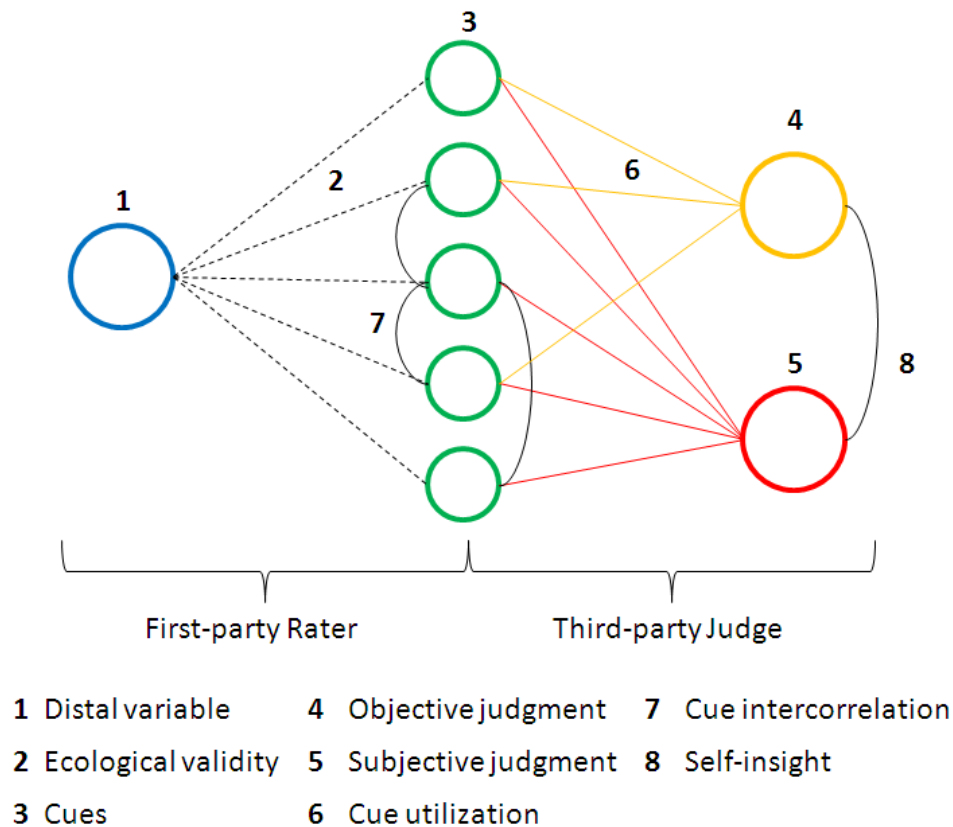 3
4
6
2
1
7
5
8
First-party Rater Third-party Judge
1 Distal variable 4 Objective judgment 7 Cue intercorrelation
2 Ecological validity 5 Subjective judgment 8 Self-insight
3 Cues 6 Cue utilization